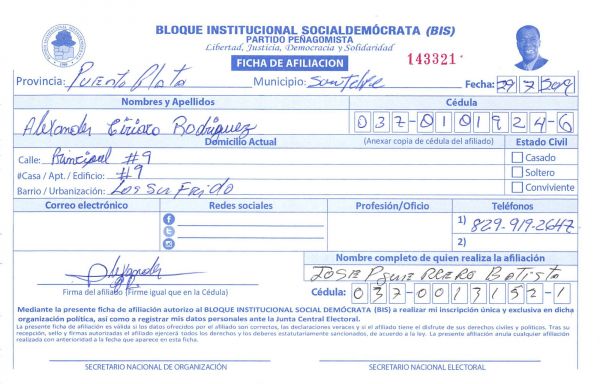 BLOQUE INSTITUCIONAL SOCIALDEMÓCRATA (BIS)
PARTIDO PEÑAGOMISTA
Libertad, Justicia, Democracia y Solidaridad
FICHA DE AFILIACION 143321
Provincia: Puerto Plata Municipio: Fecha: 29 7 2019
Nombres y Apellidos Cédula
Alexander Ciriaco Rodriguez 037-0101924-6
Domicilio Actual (Anexar copia de cédula del afiliado) Estado Civil
Calle: Principal #9 Casado
#Casa / Apt. / Edificio: #9 Soltero
Barrio / Urbanización: Los Su Frido Conviviente
Correo electrónico Redes sociales Profesión/Oficio Teléfonos
1) 829-919-2647
2)
Nombre completo de quien realiza la afiliación
Alexander JOSE BATISTA
Firma del afiliado (Firme igual que en la Cédula) Cédula: 037-0013152-1
Mediante la presente ficha de afiliación autorizo al BLOQUE INSTITUCIONAL SOCIAL DEMÓCRATA (BIS) a realizar mi inscripción única y exclusiva en dicha
organización política, así como a registrar mis datos personales ante la Junta Central Electoral.
La presente ficha de afiliación es válida si los datos ofrecidos por el afiliado son correctos, las declaraciones veraces y si el afiliado tiene el disfrute de sus derechos civiles y políticos. Tras su
recepción, sello y firmas autorizadas el afiliado ejercerá todos los derechos y los deberes estatutariamente sancionados, de acuerdo a la ley. La presente afiliación anula cualquier afiliación
realizada con anterioridad a la fecha que aparece en esta ficha.
SECRETARIO NACIONAL DE ORGANIZACIÓN SECRETARIO NACIONAL ELECTORAL